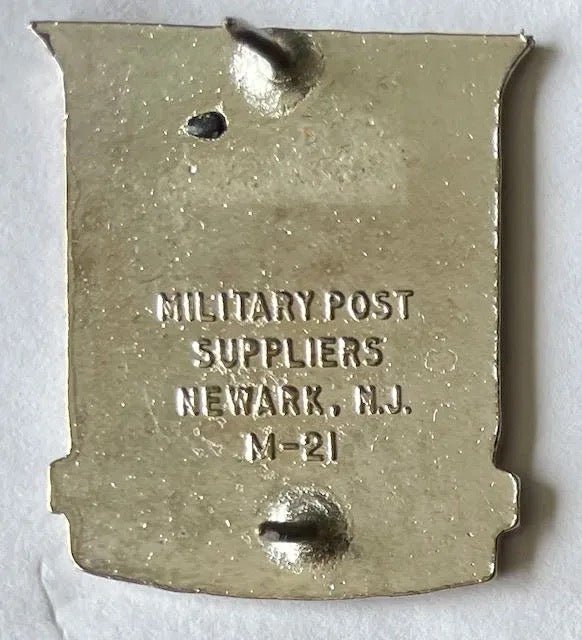 MILITARY POST
SUPPLIERS
NEWARK, N.J.
M-21